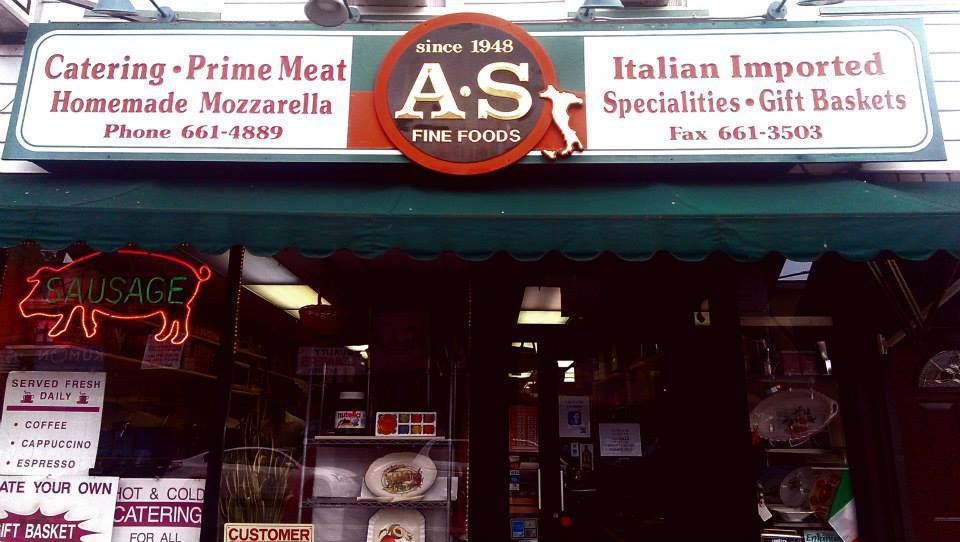 Catering • Prime Meat
Homemade Mozzarella
Phone 661-4889
since 1948
A·S
FINE FOODS
Italian Imported
Specialities • Gift Baskets
Fax 661-3503
SAUSAGE
SERVED FRESH
DAILY
• COFFEE
• CAPPUCCINO
• ESPRESSO
ATE YOUR OWN
IFT BASKET
HOT & COLD
CATERING
FOR ALL
CUSTOMER
nutella